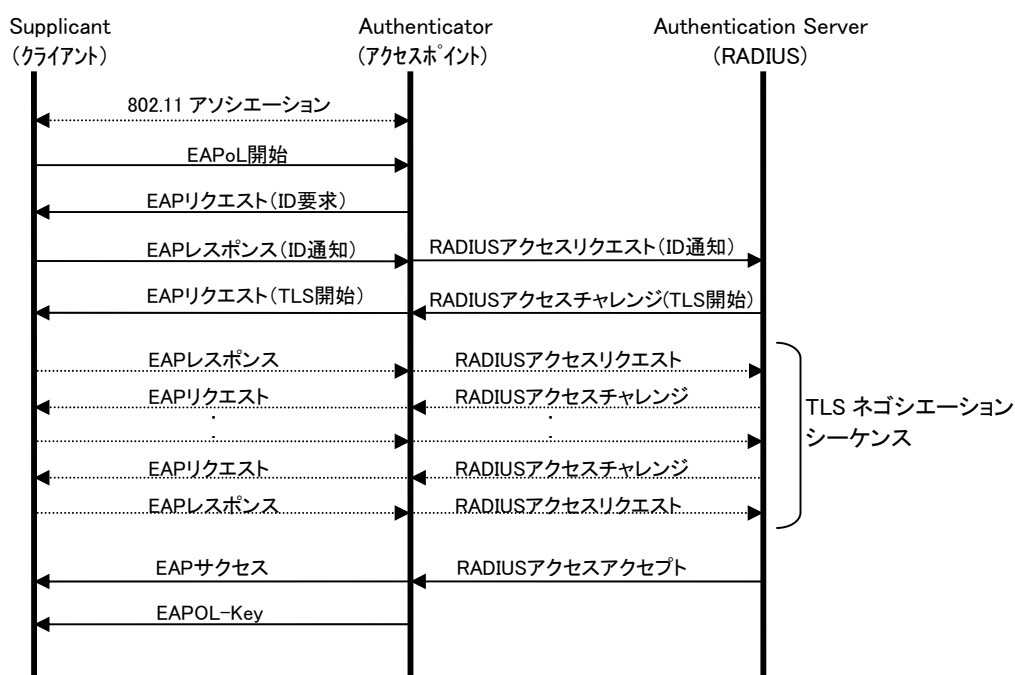 Supplicant
(クライアント)
Authenticator
(アクセスポイント)
Authentication Server
(RADIUS)
802.11 アソシエーション
EAPoL開始
EAPリクエスト(ID要求)
EAPレスポンス(ID通知)
RADIUSアクセスリクエスト(ID通知)
EAPリクエスト(TLS開始)
RADIUSアクセスチャレンジ(TLS開始)
EAPレスポンス
RADIUSアクセスリクエスト
EAPリクエスト
RADIUSアクセスチャレンジ
TLS ネゴシエーション
シーケンス
EAPリクエスト
RADIUSアクセスチャレンジ
EAPレスポンス
RADIUSアクセスリクエスト
EAPサクセス
RADIUSアクセスアクセプト
EAPOL-Key